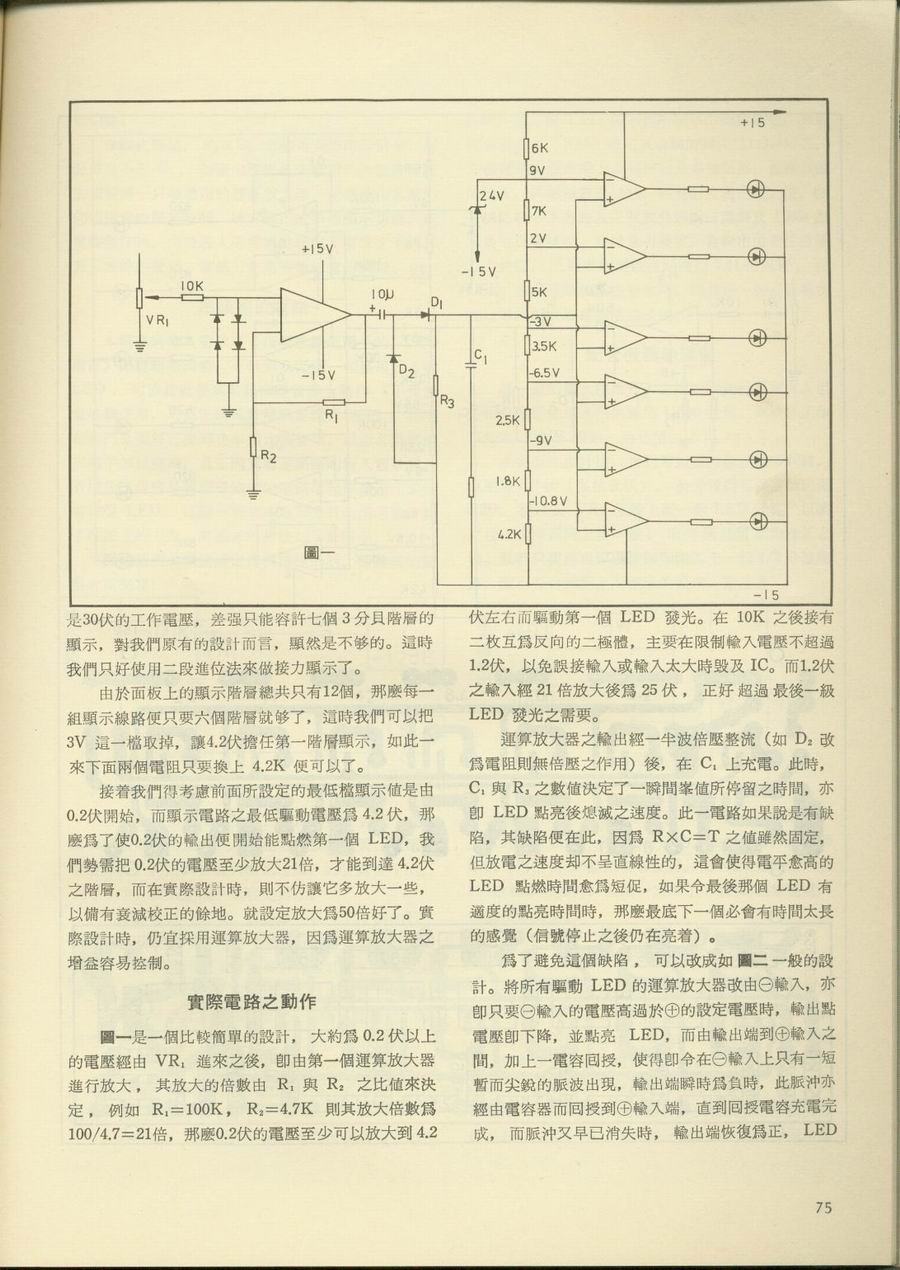 +15
6K
9V
24V
7K
2V
-15V
5K
-3V
3.5K
-6.5V
2.5K
-9V
1.8K
-10.8V
4.2K
-15
+15V
10K
VR₁
-15V
R₁
R₂
10μ
D₁
D₂
R₃
C₁
圖一
是30伏的工作電壓，差强只能容許七個3分貝階層的
顯示，對我們原有的設計而言，顯然是不够的。這時
我們只好使用二段進位法來做接力顯示了。
由於面板上的顯示階層總共只有12個，那麽每一
組顯示線路便只要六個階層就够了，這時我們可以把
3V 這一檔取掉，讓4.2伏擔任第一階層顯示，如此一
來下面兩個電阻只要換上 4.2K 便可以了。
接着我們得考慮前面所設定的最低檔顯示值是由
0.2伏開始，而顯示電路之最低驅動電壓爲 4.2 伏，那
麽爲了使0.2伏的輸出便開始能點燃第一個 LED，我
們勢需把 0.2伏的電壓至少放大21倍，才能到達 4.2伏
之階層，而在實際設計時，則不仿讓它多放大一些，
以備有衰減校正的餘地。就設定放大爲50倍好了。實
際設計時，仍宜採用運算放大器，因爲運算放大器之
增益容易控制。
實際電路之動作
圖一是一個比較簡單的設計，大約爲 0.2 伏以上
的電壓經由 VR₁ 進來之後，卽由第一個運算放大器
進行放大，其放大的倍數由 R₁ 與 R₂ 之比值來決
定，例如 R₁=100K，R₂=4.7K 則其放大倍數爲
100/4.7=21倍，那麽0.2伏的電壓至少可以放大到 4.2
伏左右而驅動第一個 LED 發光。在 10K 之後接有
二枚互爲反向的二極體，主要在限制輸入電壓不超過
1.2伏，以免誤接輸入或輸入太大時毁及 IC。而1.2伏
之輸入經 21 倍放大後爲 25 伏，正好超過最後一級
LED 發光之需要。
運算放大器之輸出經一半波倍壓整流（如 D₂ 改
爲電阻則無倍壓之作用）後，在 C₁ 上充電。此時，
C₁ 與 R₃ 之數值決定了一瞬間峯值所停留之時間，亦
卽 LED 點亮後熄滅之速度。此一電路如果說是有缺
陷，其缺陷便在此，因爲 R×C=T 之值雖然固定，
但放電之速度却不呈直線性的，這會使得電平愈高的
LED 點燃時間愈爲短促，如果令最後那個 LED 有
適度的點亮時間時，那麽最底下一個必會有時間太長
的感覺（信號停止之後仍在亮着）。
爲了避免這個缺陷，可以改成如圖二一般的設
計。將所有驅動 LED 的運算放大器改由⊖輸入，亦
卽只要⊖輸入的電壓高過於⊕的設定電壓時，輸出點
電壓卽下降，並點亮 LED，而由輸出端到⊕輸入之
間，加上一電容囘授，使得卽令在⊖輸入上只有一短
暫而尖銳的脈波出現，輸出端瞬時爲負時，此脈沖亦
經由電容器而囘授到⊕輸入端，直到囘授電容充電完
成，而脈沖又早已消失時，輸出端恢復爲正，LED
75